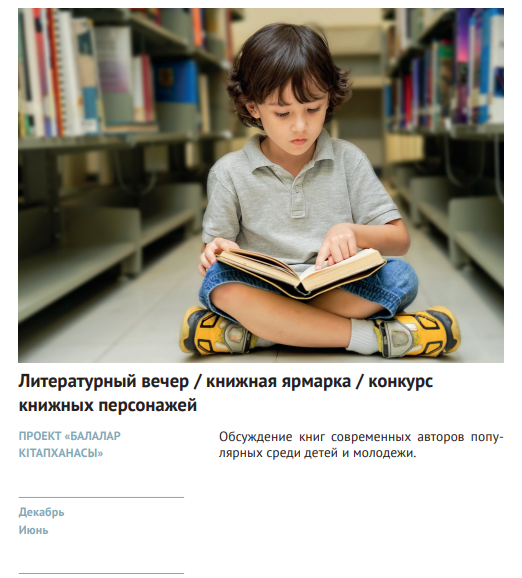 Литературный вечер / книжная ярмарка / конкурс
книжных персонажей
ПРОЕКТ «БАЛАЛАР
КІТАПХАНАСЫ»
Обсуждение книг современных авторов попу-
лярных среди детей и молодежи.
Декабрь
Июнь